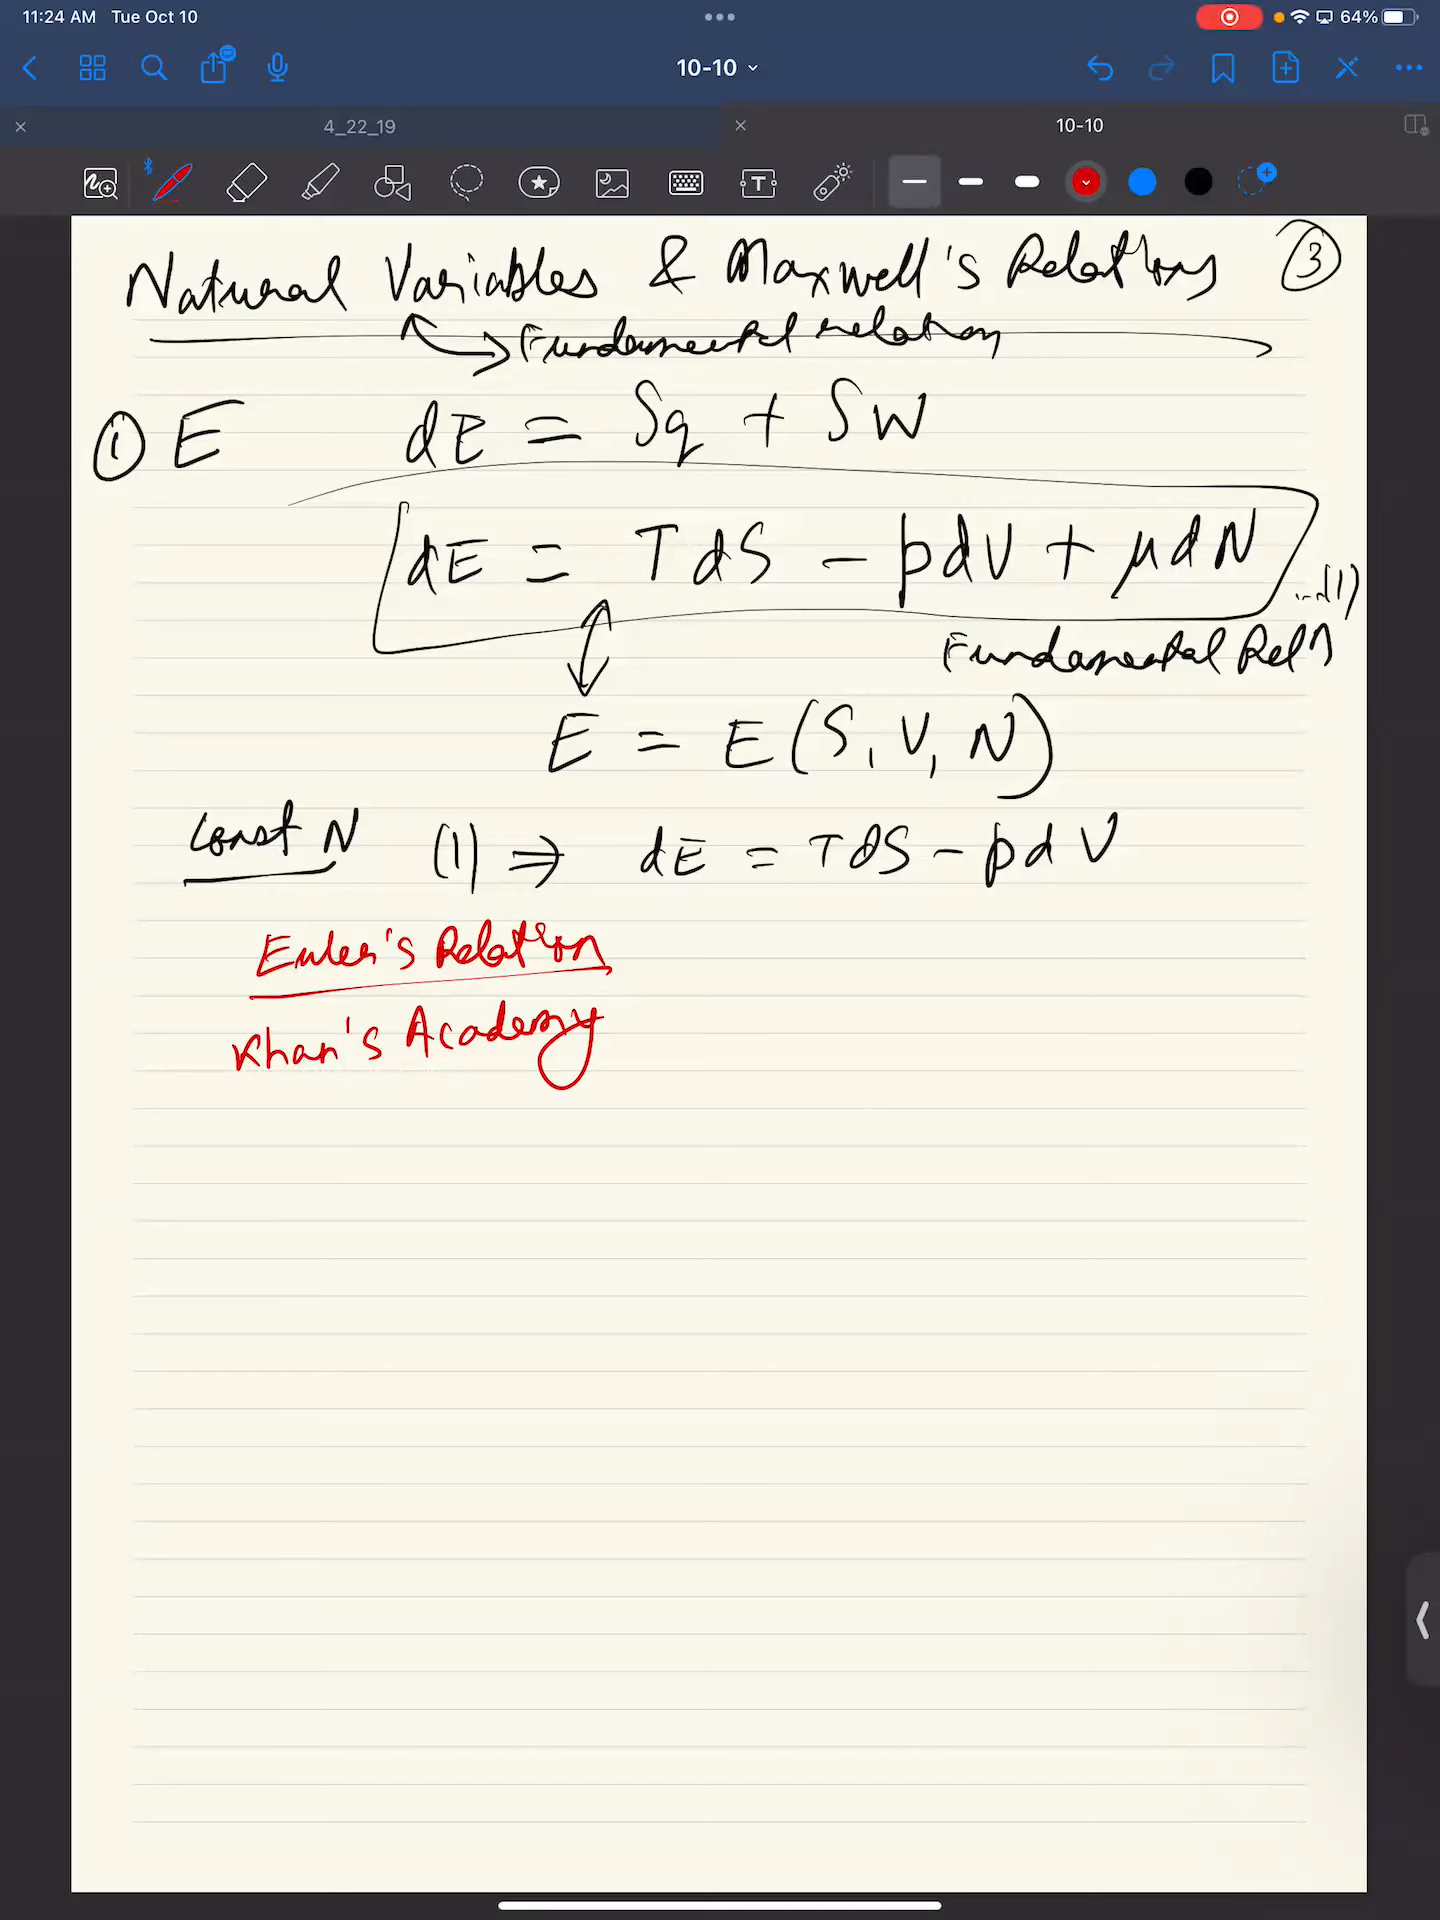 11:24 AM Tue Oct 10
64%
10-10
4_22_19
10-10
T
Natural Variables & Maxwell's Relations ③
Fundamental relation
① E dE = δq + δW
dE = TdS - pdV + μdN ...(1)
Fundamental Reln
E = E(S, V, N)
Const N (1) ⇒ dE = TdS - pdV
Euler's Relation
Khan's Academy